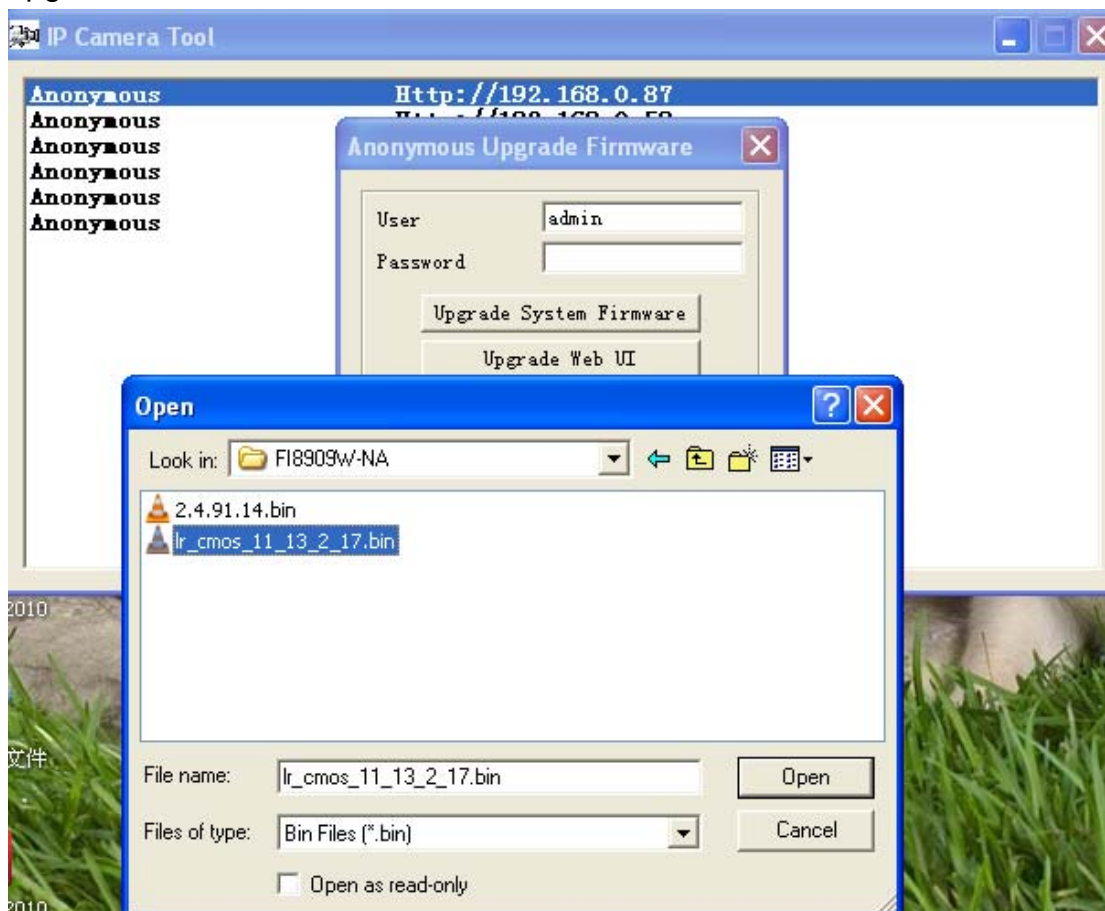 IP Camera Tool
Anonymous Http://192.168.0.87
Anonymous
Anonymous
Anonymous
Anonymous
Anonymous
Anonymous Upgrade Firmware
User admin
Password
Upgrade System Firmware
Upgrade Web UI
Open
Look in: FI8909W-NA
2.4.91.14.bin
lr_cmos_11_13_2_17.bin
File name: lr_cmos_11_13_2_17.bin Open
Files of type: Bin Files (*.bin) Cancel
Open as read-only
2010
文件
2010